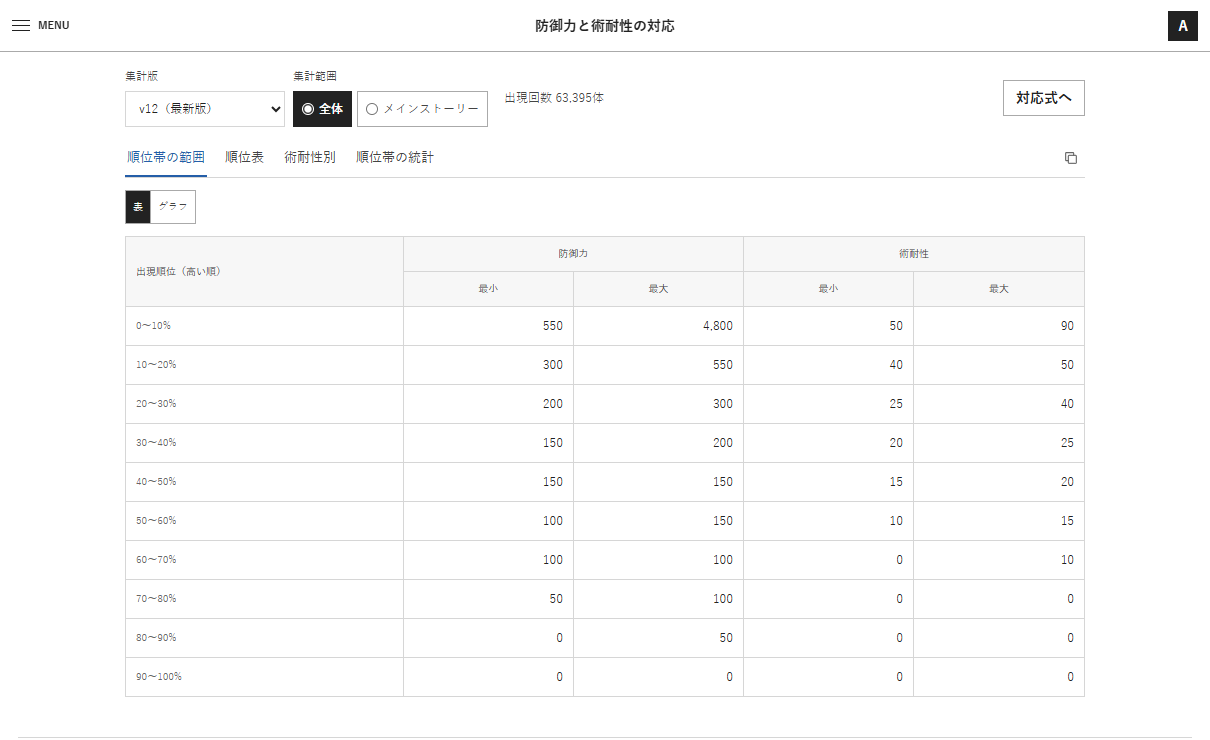 MENU
防御力と術耐性の対応
A
集計版
集計範囲
v12（最新版）
全体
メインストーリー
出現回数 63,395体
対応式へ
順位帯の範囲
順位表
術耐性別
順位帯の統計
表
グラフ
出現順位（高い順）
防御力
術耐性
最小
最大
最小
最大
0〜10% 550 4,800 50 90
10〜20% 300 550 40 50
20〜30% 200 300 25 40
30〜40% 150 200 20 25
40〜50% 150 150 15 20
50〜60% 100 150 10 15
60〜70% 100 100 0 10
70〜80% 50 100 0 0
80〜90% 0 50 0 0
90〜100% 0 0 0 0